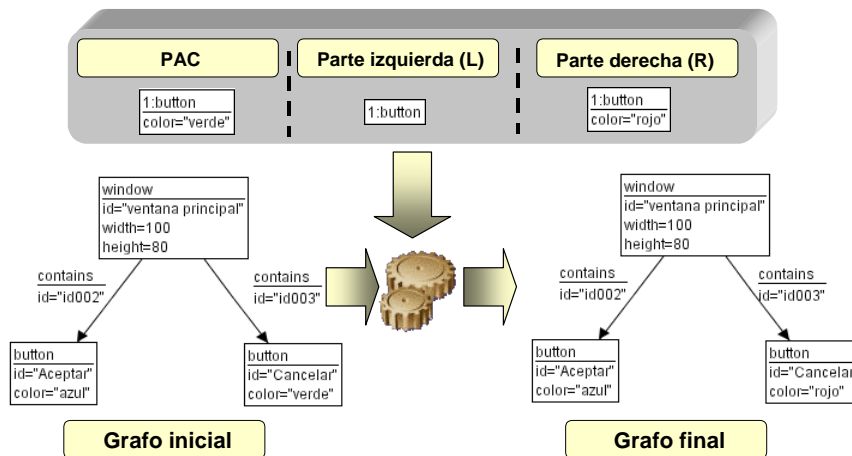 PAC
Parte izquierda (L)
Parte derecha (R)
1:button
color="verde"
1:button
1:button
color="rojo"
window
id="ventana principal"
width=100
height=80
contains
id="id002"
contains
id="id003"
button
id="Aceptar"
color="azul"
button
id="Cancelar"
color="verde"
Grafo inicial
window
id="ventana principal"
width=100
height=80
contains
id="id002"
contains
id="id003"
button
id="Aceptar"
color="azul"
button
id="Cancelar"
color="rojo"
Grafo final